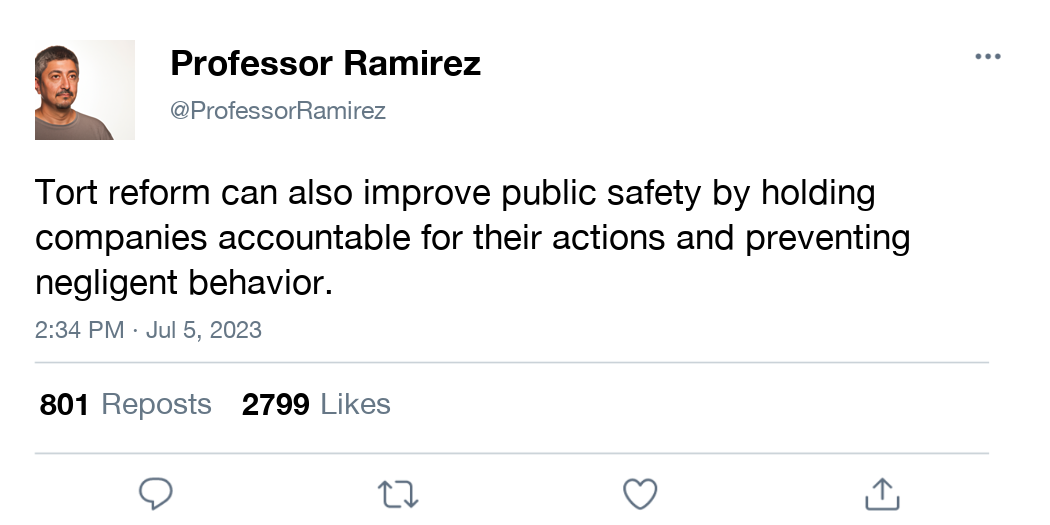 Professor Ramirez
@ProfessorRamirez
Tort reform can also improve public safety by holding
companies accountable for their actions and preventing
negligent behavior.
2:34 PM · Jul 5, 2023
801 Reposts 2799 Likes